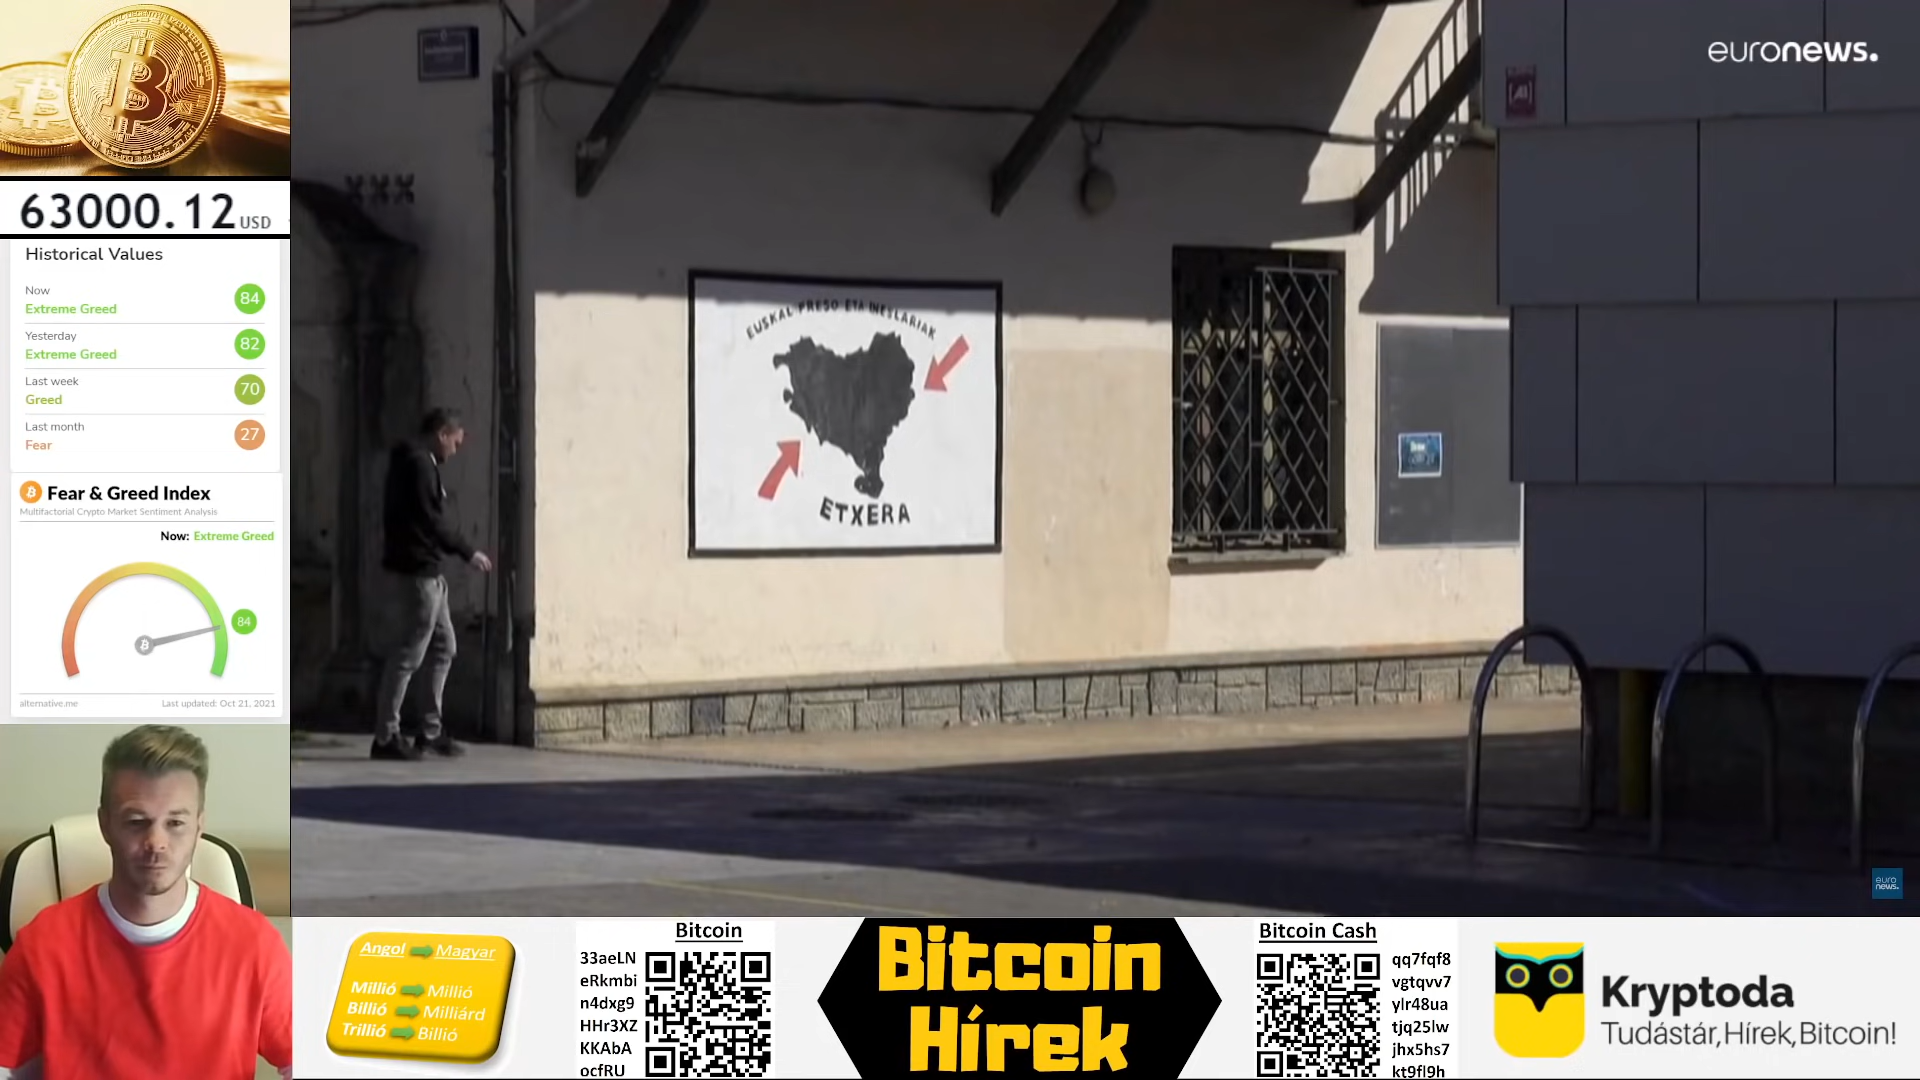 63000.12 USD
Historical Values
Now
Extreme Greed
84
Yesterday
Extreme Greed
82
Last week
Greed
70
Last month
Fear
27
Fear & Greed Index
Multifactorial Crypto Market Sentiment Analysis
Now: Extreme Greed
84
alternative.me
Last updated: Oct 21, 2021
euronews.
EUSKAL PRESO ETA IHESLARIAK
ETXERA
euro
news.
Angol Magyar
Millió Millió
Billió Milliárd
Trillió Billió
Bitcoin
33aeLN
eRkmbi
n4dxg9
HHr3XZ
KKAbA
ocfRU
Bitcoin
Hírek
Bitcoin Cash
qq7fqf8
vgtqvv7
ylr48ua
tjq25lw
jhx5hs7
kt9fl9h
Kryptoda
Tudástár,Hírek,Bitcoin!